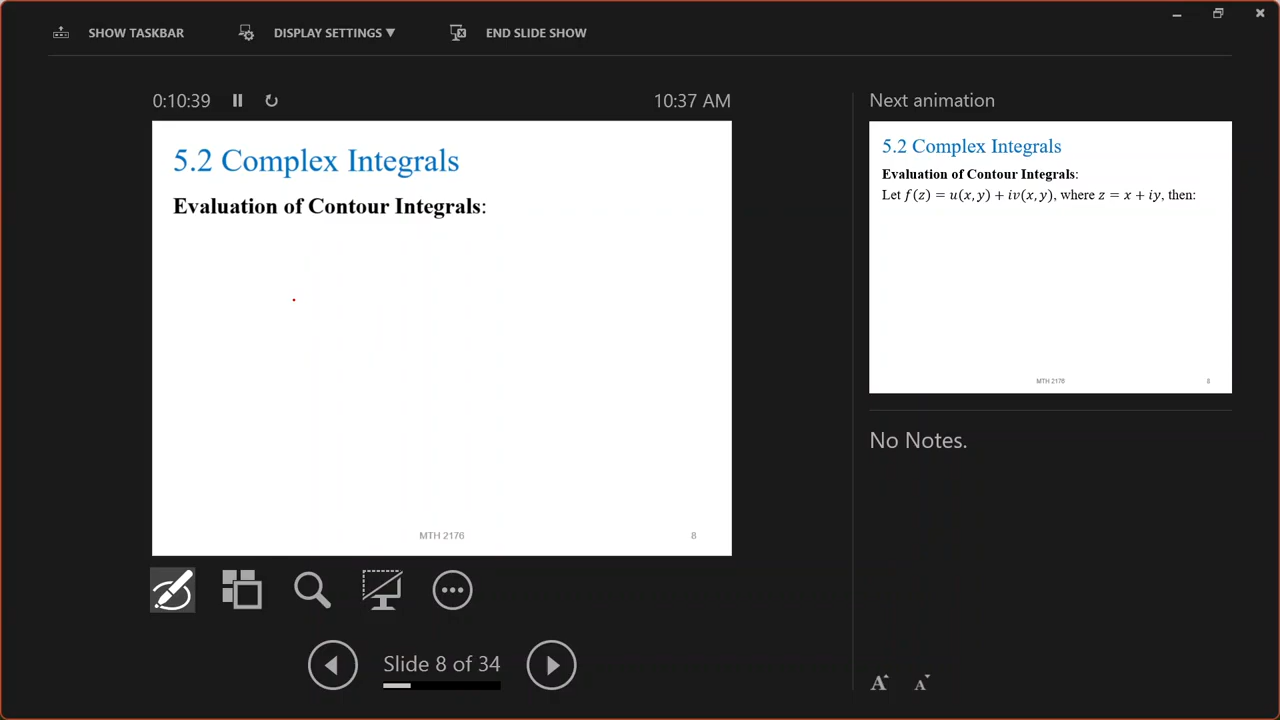 SHOW TASKBAR DISPLAY SETTINGS ▼ END SLIDE SHOW
0:10:39 10:37 AM
5.2 Complex Integrals
Evaluation of Contour Integrals:
MTH 2176 8
Slide 8 of 34
Next animation
5.2 Complex Integrals
Evaluation of Contour Integrals:
Let f(z) = u(x, y) + iv(x, y), where z = x + iy, then:
MTH 2176 8
No Notes.
A A